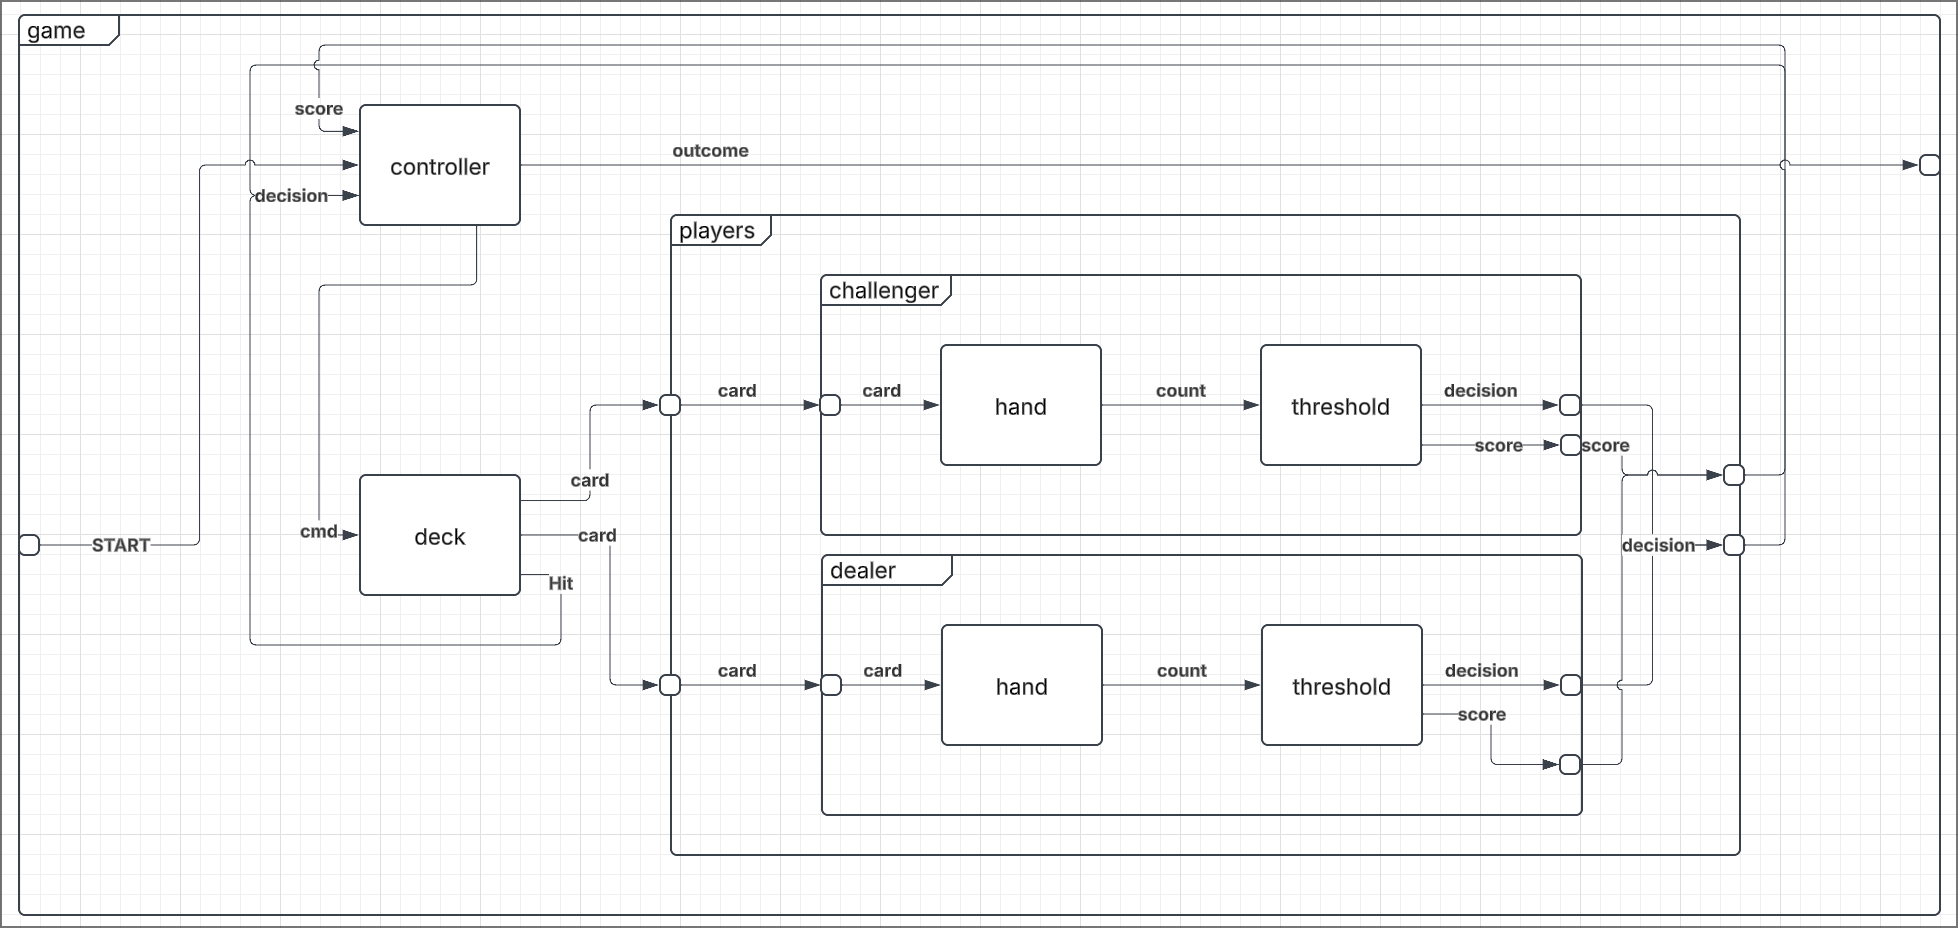 game
score
controller
outcome
decision
players
challenger
card
card
hand
count
threshold
decision
score
score
card
cmd
deck
card
START
Hit
decision
dealer
card
card
hand
count
threshold
decision
score